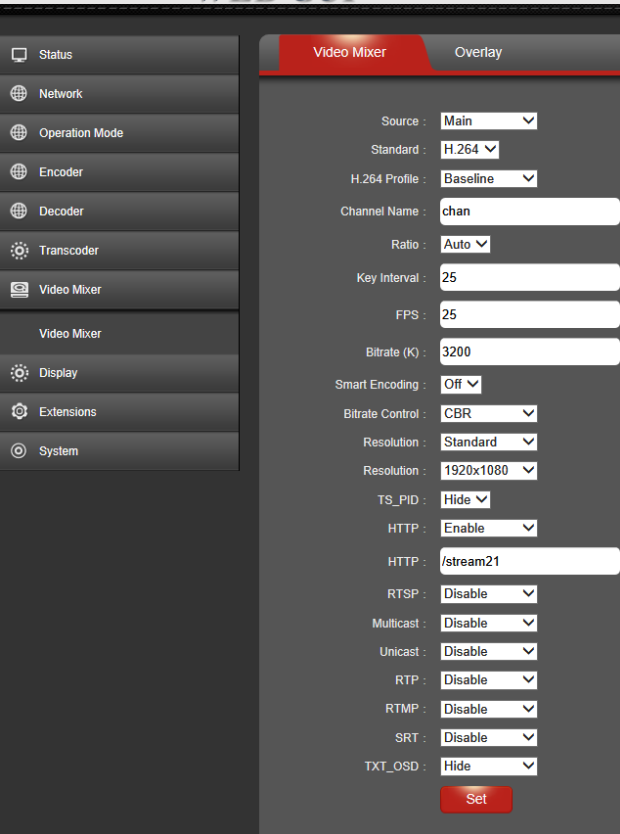 Status
Network
Operation Mode
Encoder
Decoder
Transcoder
Video Mixer
Video Mixer
Display
Extensions
System
Video Mixer Overlay
Source : Main
Standard : H.264
H.264 Profile : Baseline
Channel Name : chan
Ratio : Auto
Key Interval : 25
FPS : 25
Bitrate (K) : 3200
Smart Encoding : Off
Bitrate Control : CBR
Resolution : Standard
Resolution : 1920x1080
TS_PID : Hide
HTTP : Enable
HTTP : /stream21
RTSP : Disable
Multicast : Disable
Unicast : Disable
RTP : Disable
RTMP : Disable
SRT : Disable
TXT_OSD : Hide
Set